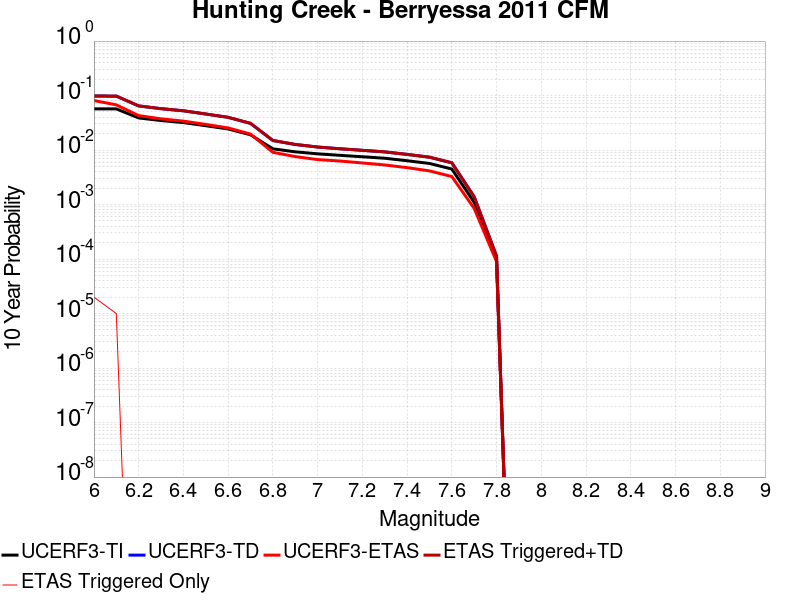 Hunting Creek - Berryessa 2011 CFM
10 Year Probability
10^0
10^-1
10^-2
10^-3
10^-4
10^-5
10^-6
10^-7
10^-8
6 6.2 6.4 6.6 6.8 7 7.2 7.4 7.6 7.8 8 8.2 8.4 8.6 8.8 9
Magnitude
UCERF3-TI UCERF3-TD UCERF3-ETAS ETAS Triggered+TD
ETAS Triggered Only